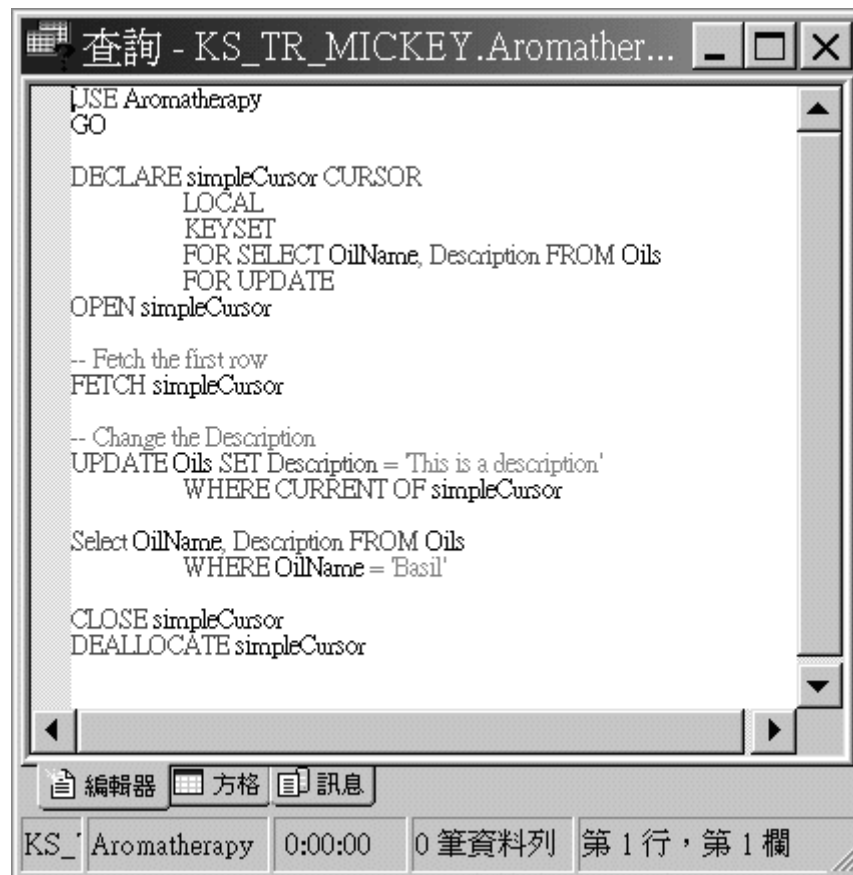 查詢 - KS_TR_MICKEY.Aromather...
USE Aromatherapy
GO
DECLARE simpleCursor CURSOR
LOCAL
KEYSET
FOR SELECT OilName, Description FROM Oils
FOR UPDATE
OPEN simpleCursor
-- Fetch the first row
FETCH simpleCursor
-- Change the Description
UPDATE Oils SET Description = 'This is a description'
WHERE CURRENT OF simpleCursor
Select OilName, Description FROM Oils
WHERE OilName = 'Basil'
CLOSE simpleCursor
DEALLOCATE simpleCursor
編輯器 方格 訊息
KS_ Aromatherapy 0:00:00 0 筆資料列 第 1 行，第 1 欄